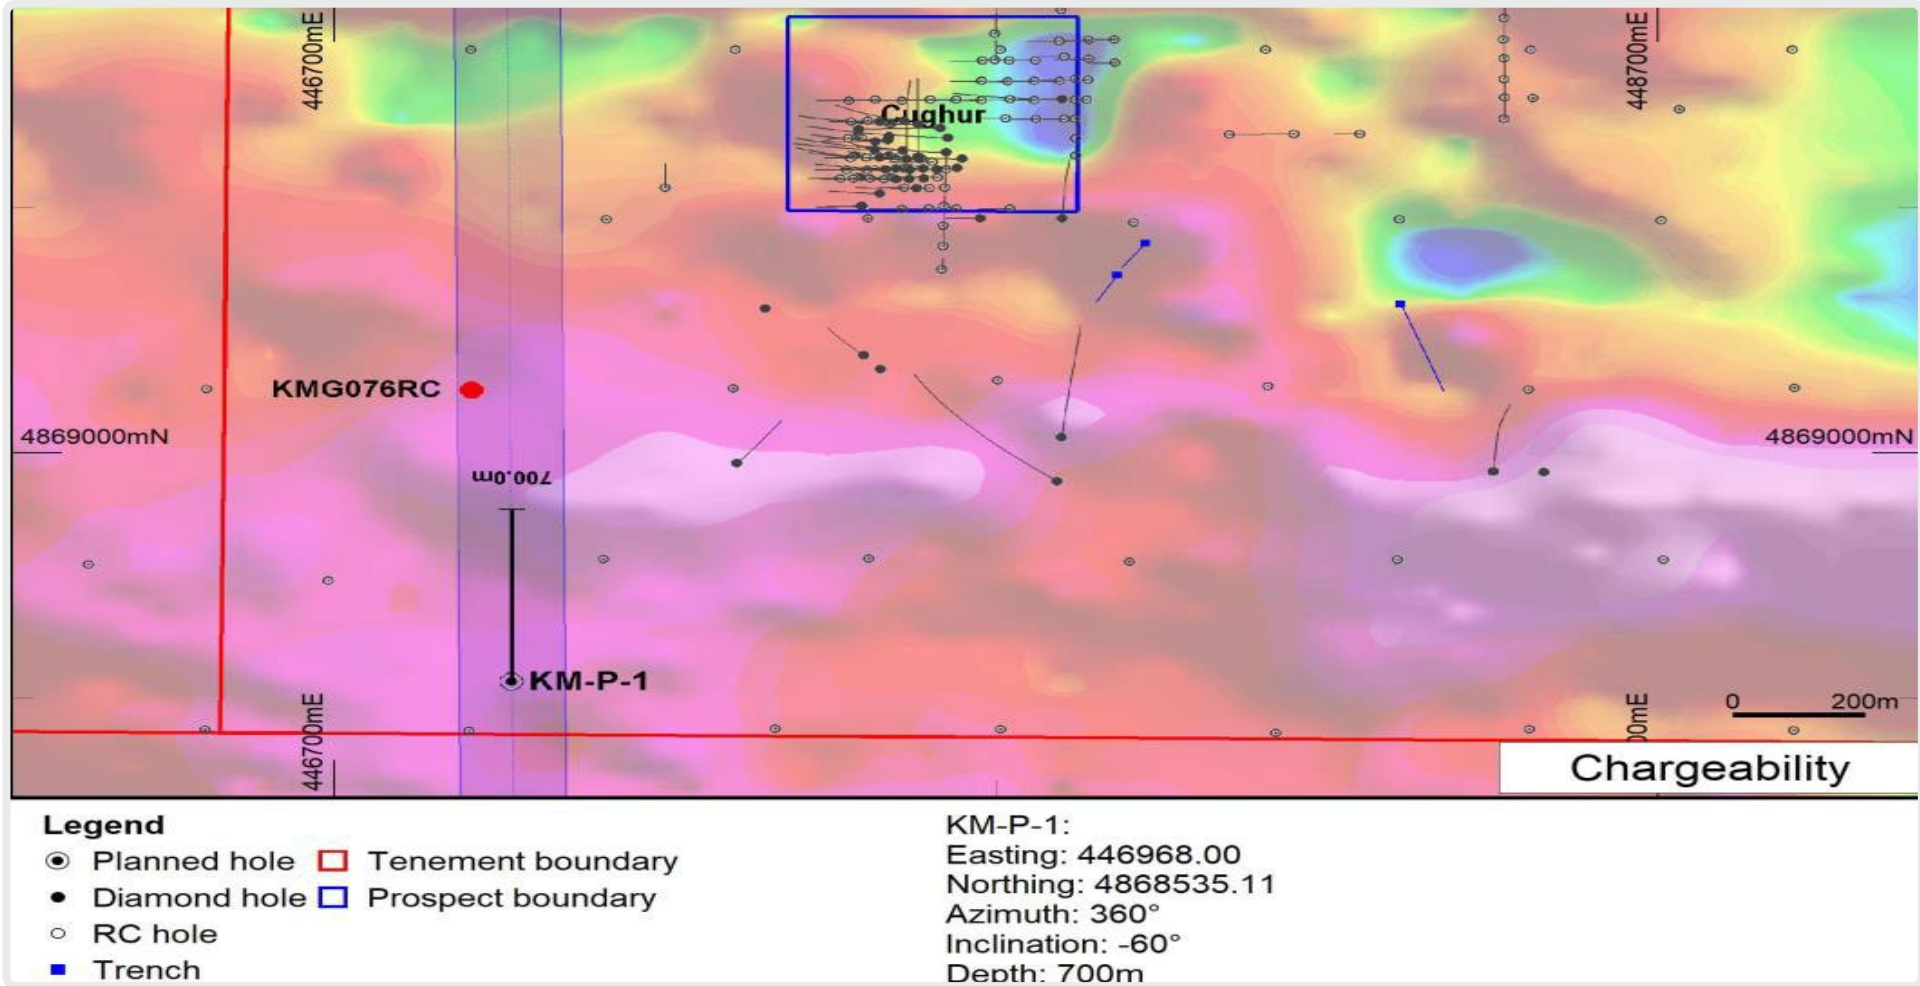 446700mE
448700mE
Cughur
KMG076RC
4869000mN
4869000mN
700.0m
KM-P-1
446700mE
00mE
0 200m
Chargeability
Legend
Planned hole
Tenement boundary
Diamond hole
Prospect boundary
RC hole
Trench
KM-P-1:
Easting: 446968.00
Northing: 4868535.11
Azimuth: 360°
Inclination: -60°
Depth: 700m